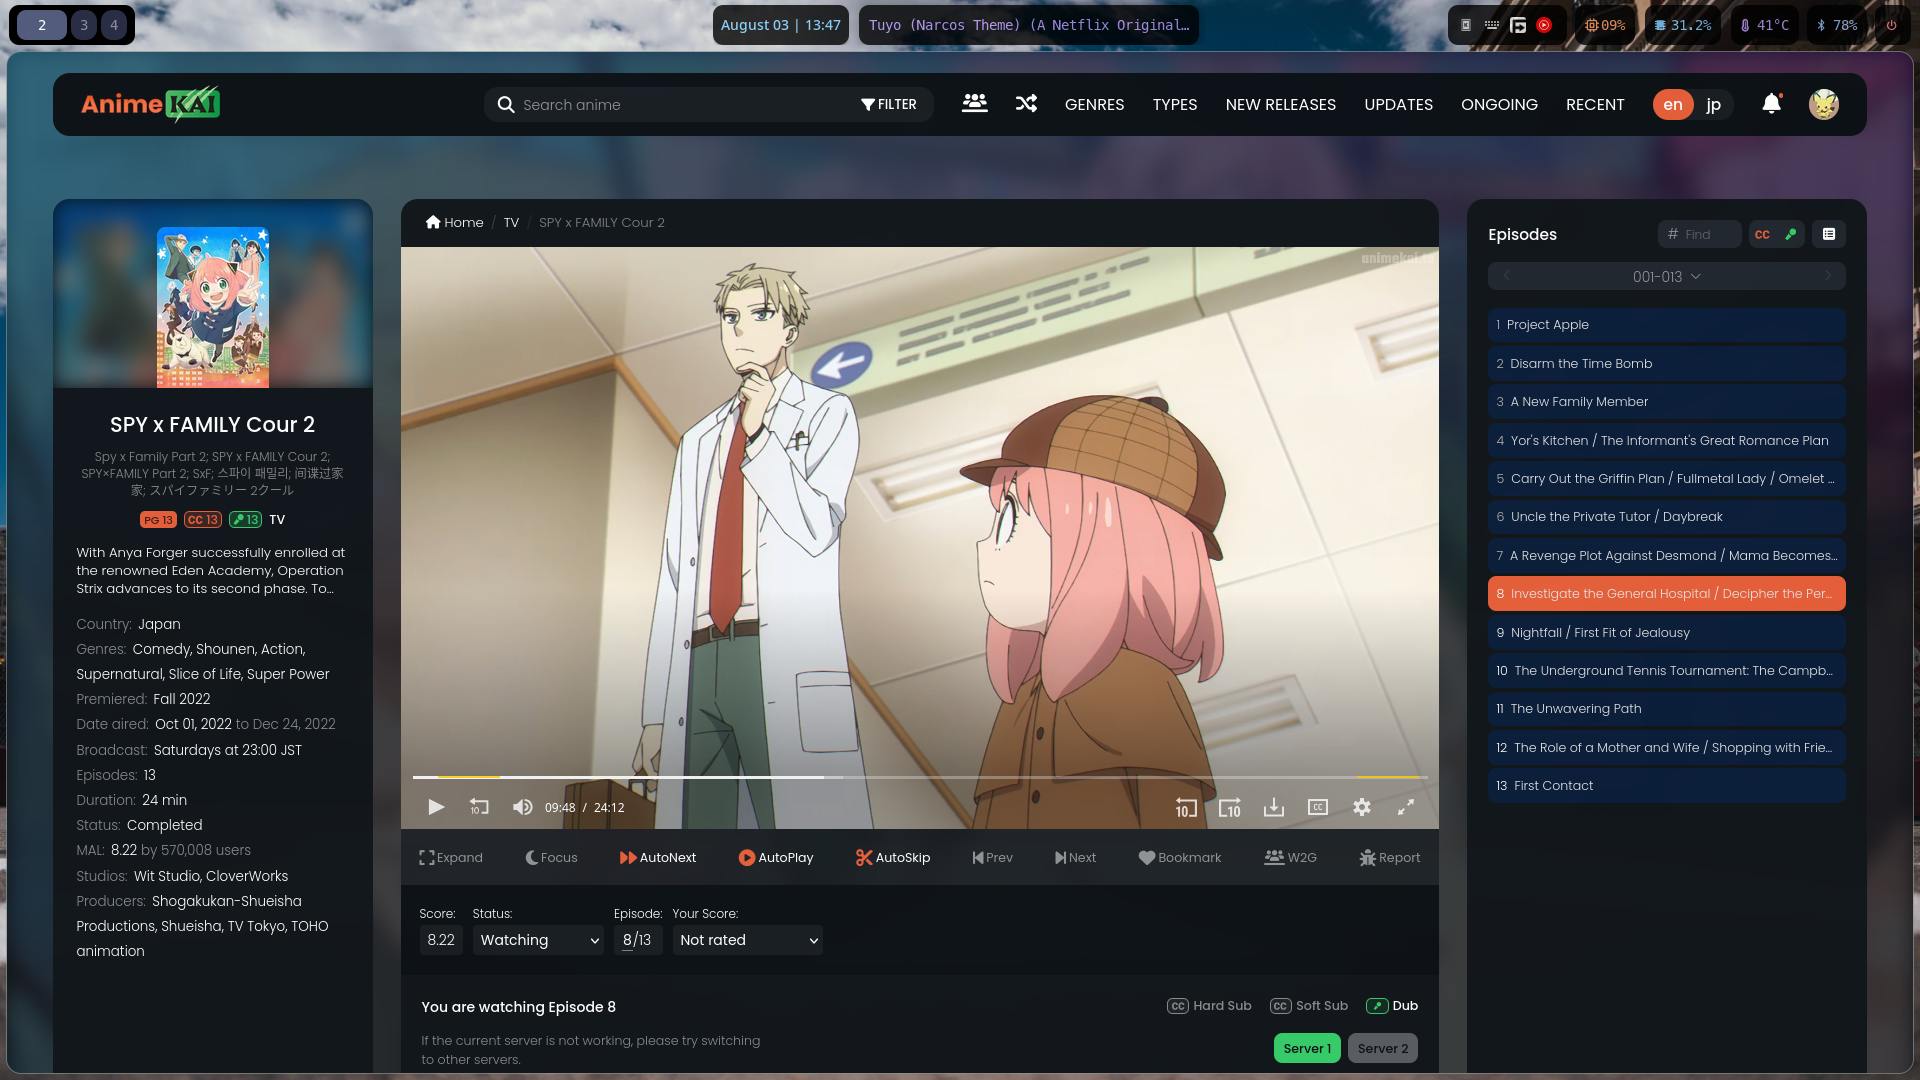 2 3 4
August 03 | 13:47
Tuyo (Narcos Theme) (A Netflix Original…
09%
31.2%
41°C
78%
Anime KAI
Search anime
FILTER
GENRES
TYPES
NEW RELEASES
UPDATES
ONGOING
RECENT
en jp
SPY x FAMILY Cour 2
Spy x Family Part 2; SPY x FAMILY Cour 2;
SPY×FAMILY Part 2; SxF; 스파이 패밀리; 间谍过家
家; スパイファミリー 2クール
PG 13 CC 13 13 TV
With Anya Forger successfully enrolled at
the renowned Eden Academy, Operation
Strix advances to its second phase. To...
Country: Japan
Genres: Comedy, Shounen, Action,
Supernatural, Slice of Life, Super Power
Premiered: Fall 2022
Date aired: Oct 01, 2022 to Dec 24, 2022
Broadcast: Saturdays at 23:00 JST
Episodes: 13
Duration: 24 min
Status: Completed
MAL: 8.22 by 570,008 users
Studios: Wit Studio, CloverWorks
Producers: Shogakukan-Shueisha
Productions, Shueisha, TV Tokyo, TOHO
animation
Home / TV / SPY x FAMILY Cour 2
09:48 / 24:12
10
10
10
CC
Expand
Focus
AutoNext
AutoPlay
AutoSkip
Prev
Next
Bookmark
W2G
Report
Score: Status: Episode: Your Score:
8.22 Watching 8/13 Not rated
You are watching Episode 8
If the current server is not working, please try switching
to other servers.
CC Hard Sub
CC Soft Sub
Dub
Server 1
Server 2
Episodes
# Find
CC
001-013
1 Project Apple
2 Disarm the Time Bomb
3 A New Family Member
4 Yor's Kitchen / The Informant's Great Romance Plan
5 Carry Out the Griffin Plan / Fullmetal Lady / Omelet ...
6 Uncle the Private Tutor / Daybreak
7 A Revenge Plot Against Desmond / Mama Becomes...
8 Investigate the General Hospital / Decipher the Per...
9 Nightfall / First Fit of Jealousy
10 The Underground Tennis Tournament: The Campb...
11 The Unwavering Path
12 The Role of a Mother and Wife / Shopping with Frie...
13 First Contact